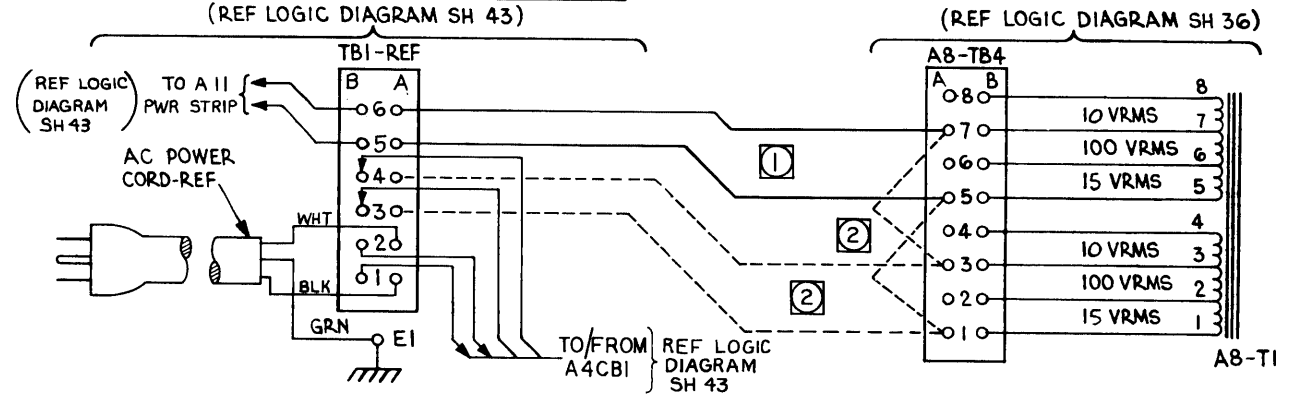 (REF LOGIC DIAGRAM SH 43)
(REF LOGIC DIAGRAM SH 36)
TB1-REF
A8-TB4
B A
A B
(REF LOGIC
DIAGRAM
SH 43)
TO A11
PWR STRIP
6
5
4
3
2
1
AC POWER
CORD-REF
WHT
BLK
GRN
E1
TO/FROM
A4CB1
REF LOGIC
DIAGRAM
SH 43
1
2
2
8
7
6
5
4
3
2
1
8
10 VRMS 7
100 VRMS 6
15 VRMS 5
4
10 VRMS 3
100 VRMS 2
15 VRMS 1
A8-T1